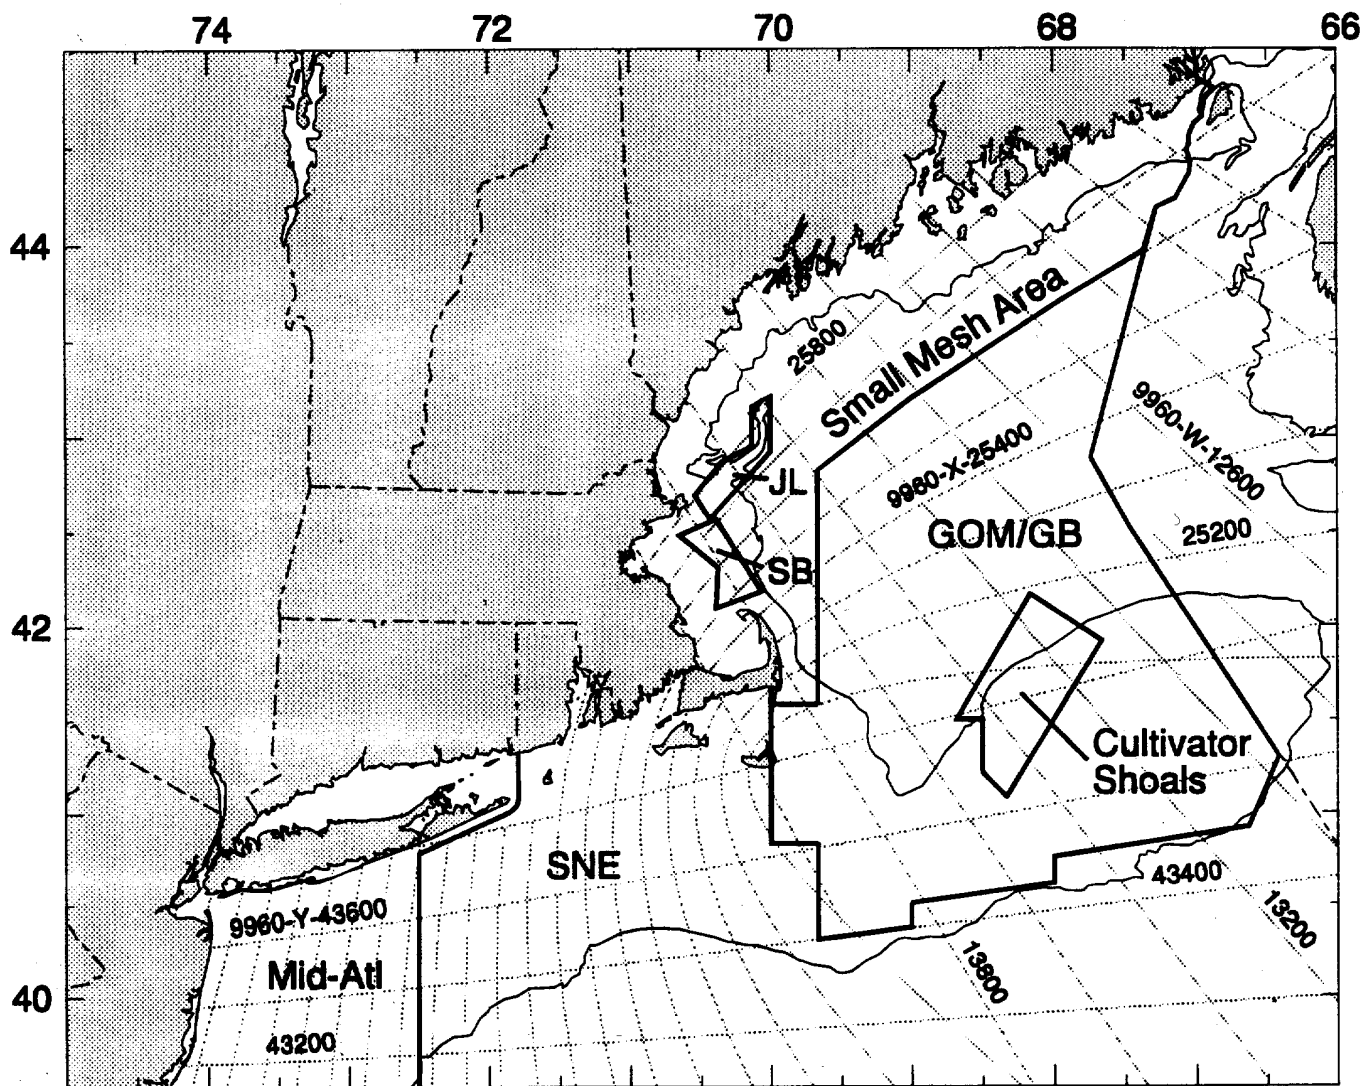 74 72 70 68 66
44
Small Mesh Area
25800
9960-W-12600
9960-X-25400
JL
GOM/GB
25200
SB
42
Cultivator
Shoals
SNE
43400
9960-Y-43600
13200
Mid-Atl
13800
40
43200